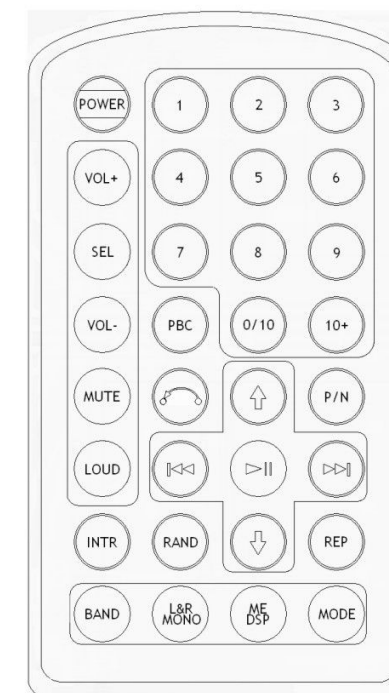 POWER 1 2 3
VOL+ 4 5 6
SEL 7 8 9
VOL- PBC 0/10 10+
MUTE P/N
LOUD
INTR RAND REP
BAND L&R MONO ME DSP MODE